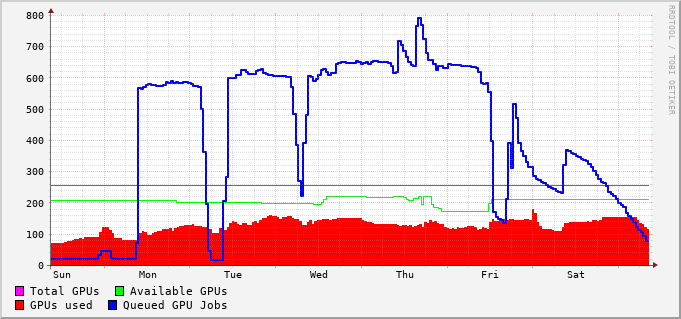 800
700
600
500
400
300
200
100
0
Sun Mon Tue Wed Thu Fri Sat
Total GPUs Available GPUs
GPUs used Queued GPU Jobs
RRDTOOL / TOBI OETIKER